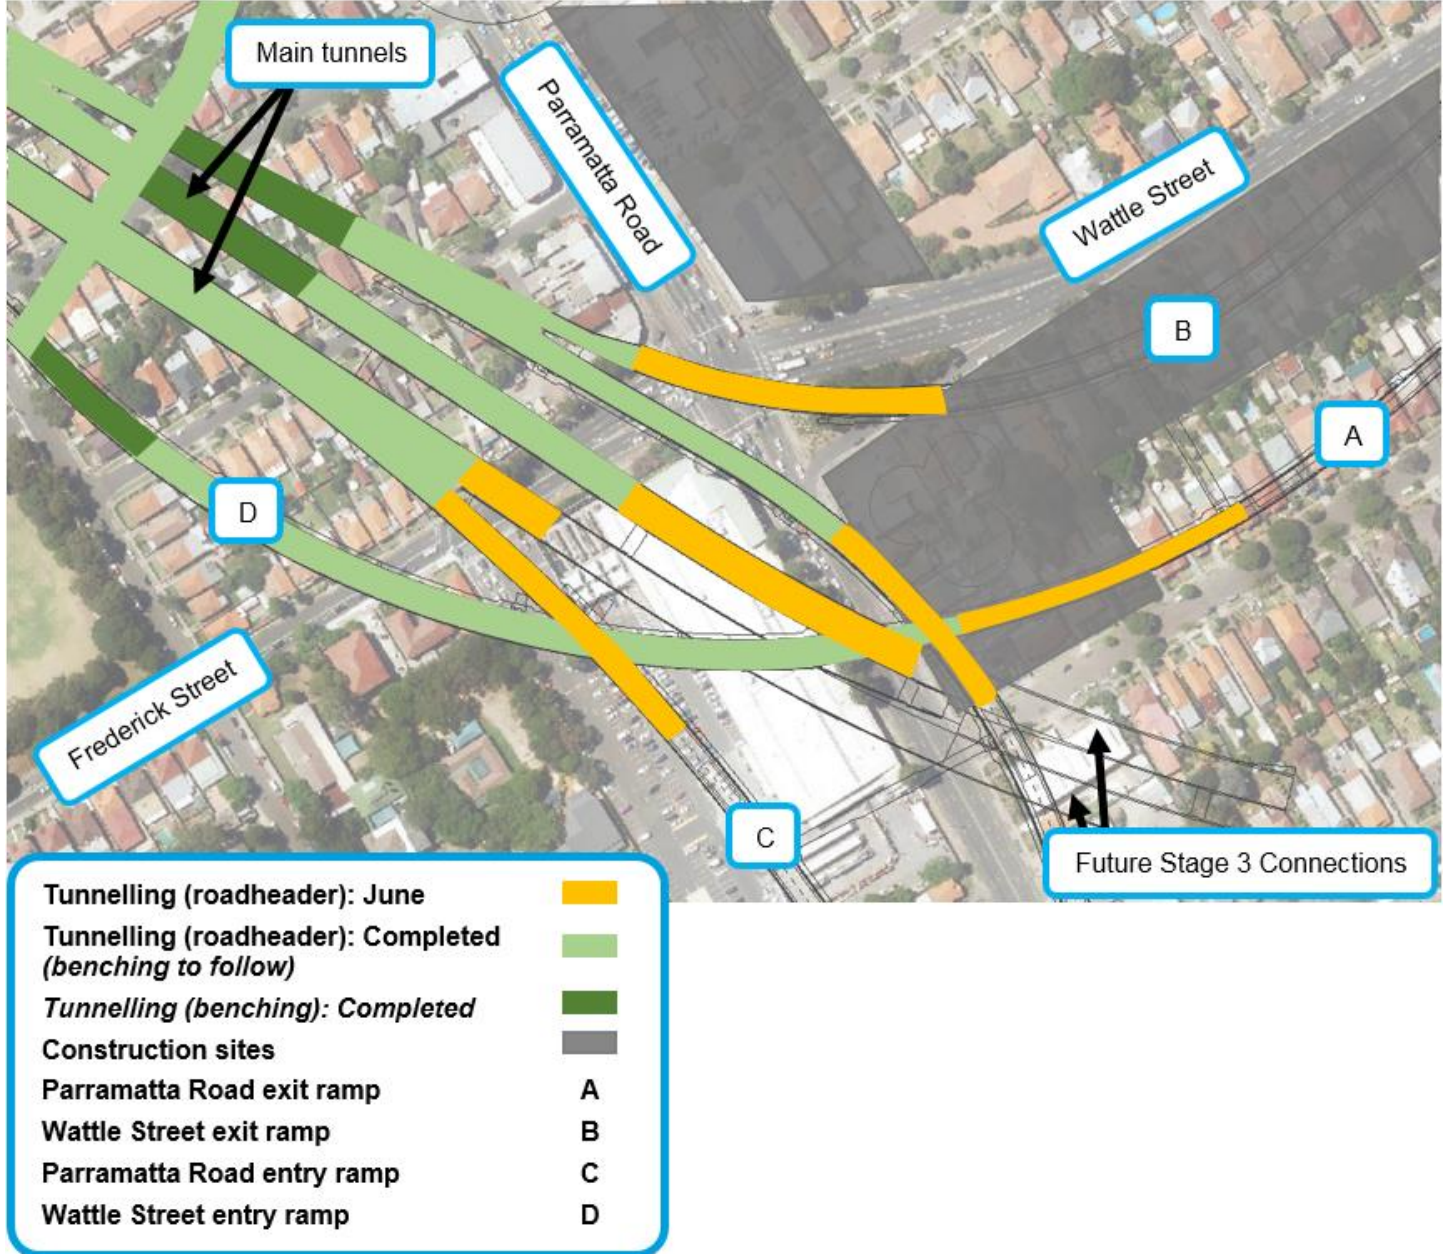 Main tunnels
Parramatta Road
Wattle Street
B
A
D
Frederick Street
C
Future Stage 3 Connections
Tunnelling (roadheader): June
Tunnelling (roadheader): Completed
(benching to follow)
Tunnelling (benching): Completed
Construction sites
Parramatta Road exit ramp A
Wattle Street exit ramp B
Parramatta Road entry ramp C
Wattle Street entry ramp D